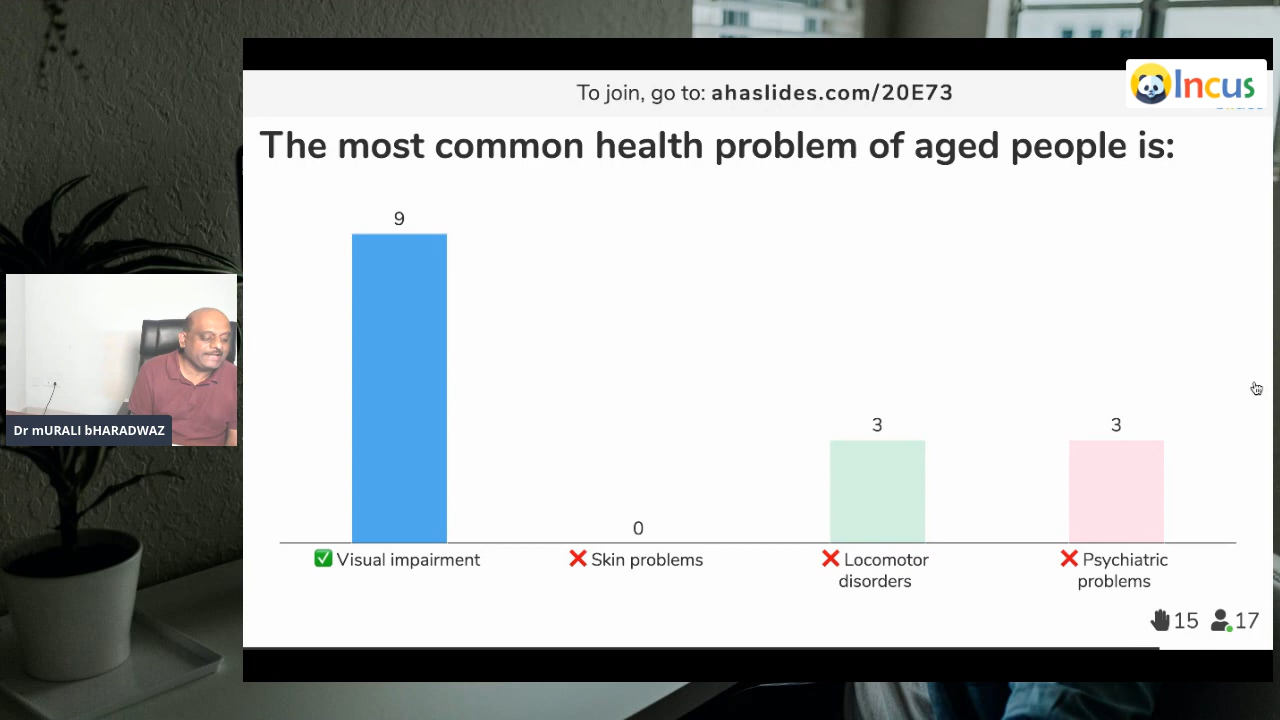 To join, go to: ahaslides.com/20E73
Incus
The most common health problem of aged people is:
9
0
3
3
✅ Visual impairment
❌ Skin problems
❌ Locomotor
disorders
❌ Psychiatric
problems
15 17
Dr mURALI bHARADWAZ